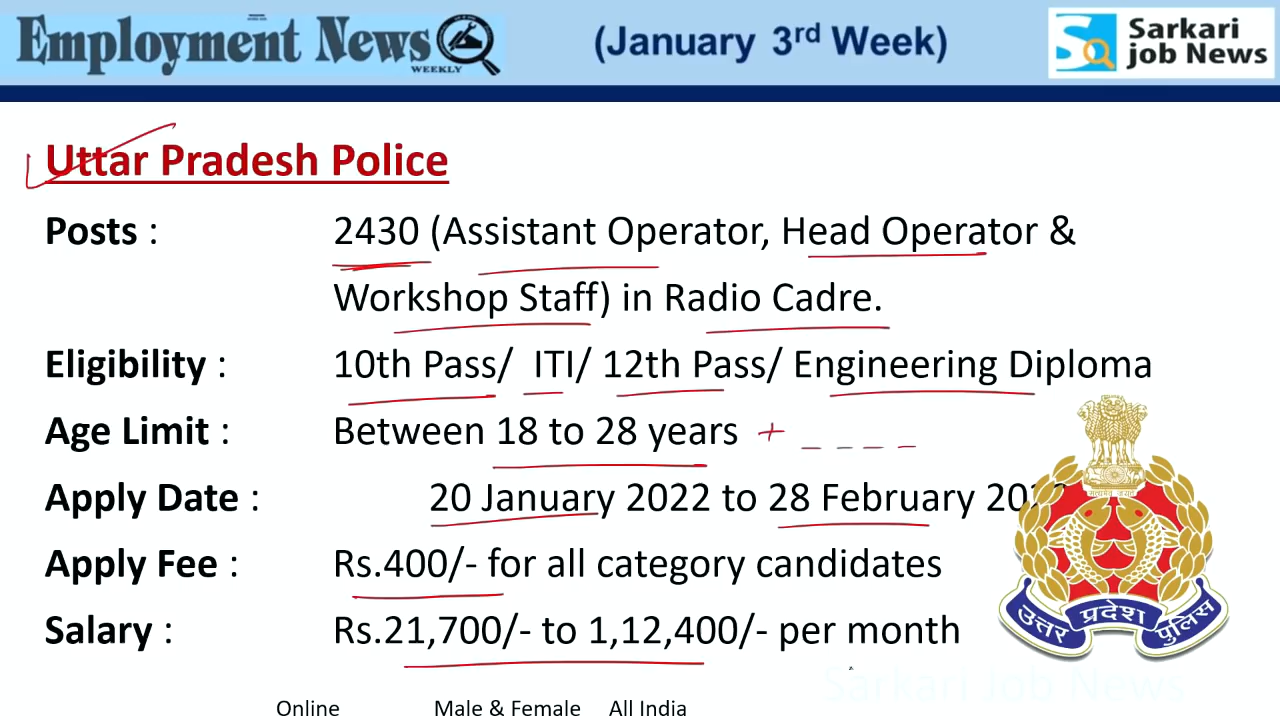 Employment News
WEEKLY
(January 3rd Week)
Sarkari
job News
Uttar Pradesh Police
Posts : 2430 (Assistant Operator, Head Operator &
Workshop Staff) in Radio Cadre.
Eligibility : 10th Pass/ ITI/ 12th Pass/ Engineering Diploma
Age Limit : Between 18 to 28 years +
Apply Date : 20 January 2022 to 28 February
Apply Fee : Rs.400/- for all category candidates
Salary : Rs.21,700/- to 1,12,400/- per month
उत्तर प्रदेश पुलिस
Sarkari Job News
Online Male & Female All India